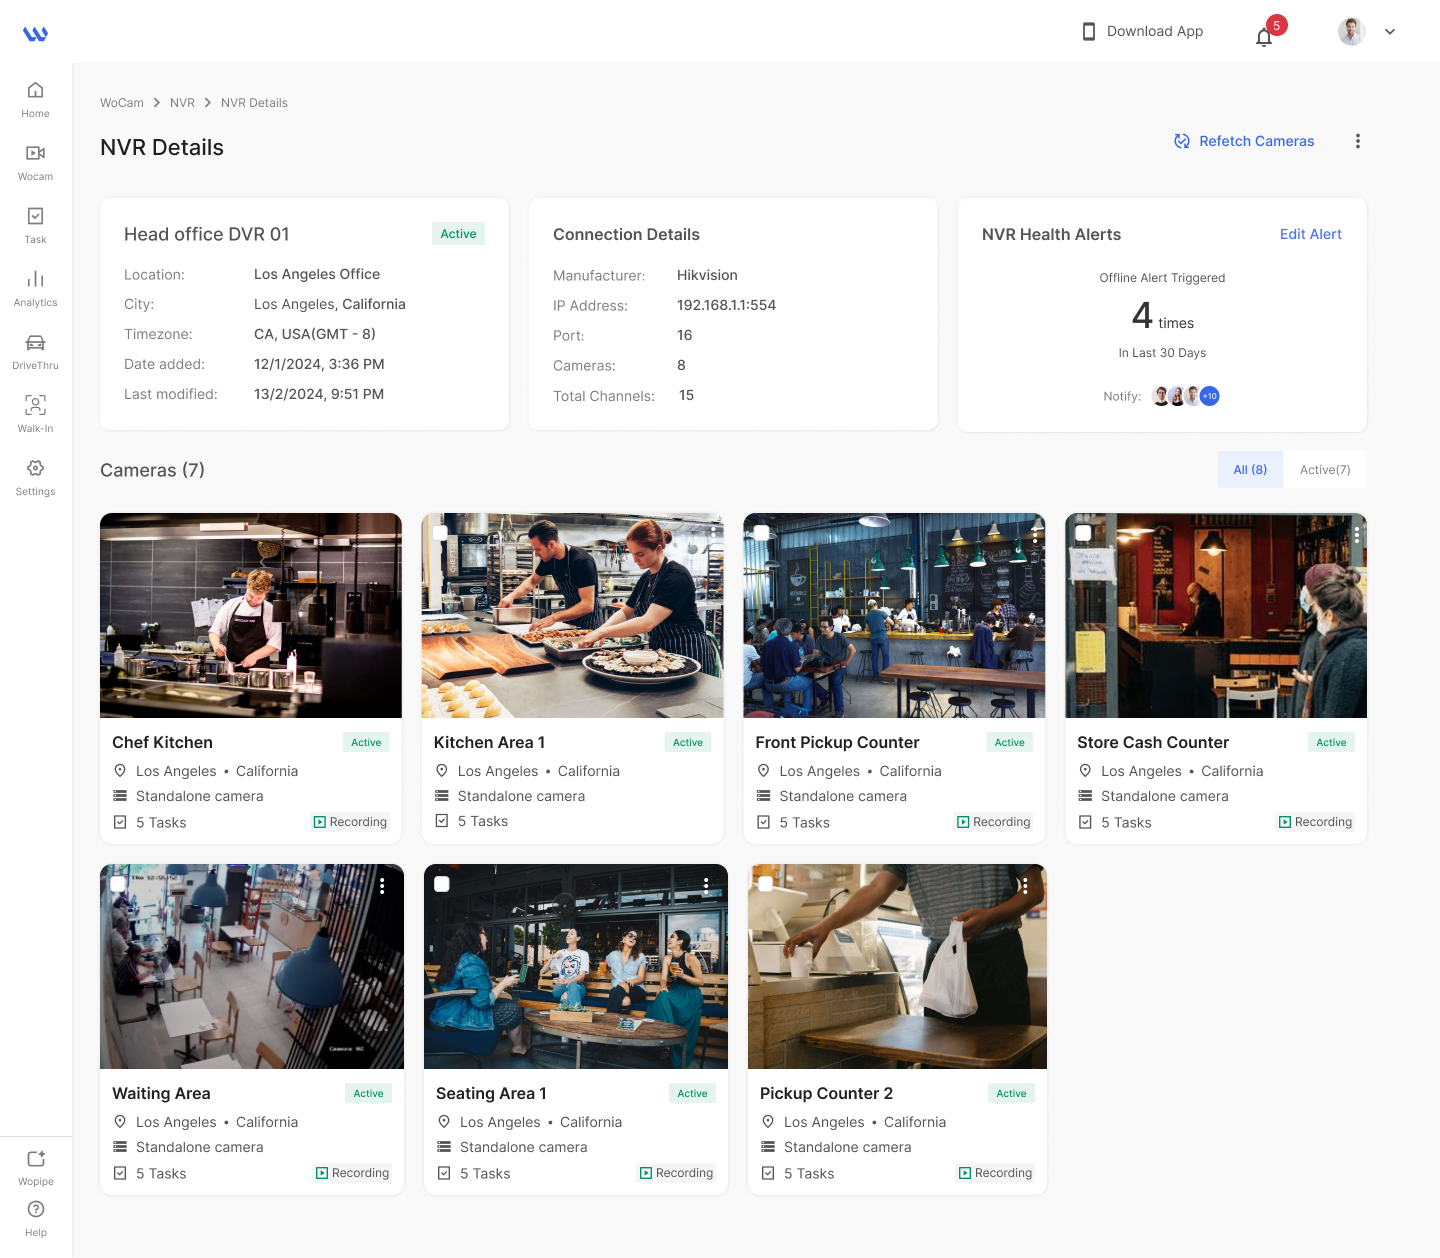 Download App
5
Home
Wocam
Task
Analytics
DriveThru
Walk-In
Settings
Wopipe
Help
WoCam > NVR > NVR Details
NVR Details
Refetch Cameras
Head office DVR 01
Active
Location: Los Angeles Office
City: Los Angeles, California
Timezone: CA, USA(GMT - 8)
Date added: 12/1/2024, 3:36 PM
Last modified: 13/2/2024, 9:51 PM
Connection Details
Manufacturer: Hikvision
IP Address: 192.168.1.1:554
Port: 16
Cameras: 8
Total Channels: 15
NVR Health Alerts
Edit Alert
Offline Alert Triggered
4 times
In Last 30 Days
Notify: +10
Cameras (7)
All (8)
Active(7)
Chef Kitchen
Active
Los Angeles • California
Standalone camera
5 Tasks
Recording
Kitchen Area 1
Active
Los Angeles • California
Standalone camera
5 Tasks
Front Pickup Counter
Active
Los Angeles • California
Standalone camera
5 Tasks
Recording
Store Cash Counter
Active
Los Angeles • California
Standalone camera
5 Tasks
Recording
Camera 02
Waiting Area
Active
Los Angeles • California
Standalone camera
5 Tasks
Recording
Seating Area 1
Active
Los Angeles • California
Standalone camera
5 Tasks
Recording
Pickup Counter 2
Active
Los Angeles • California
Standalone camera
5 Tasks
Recording